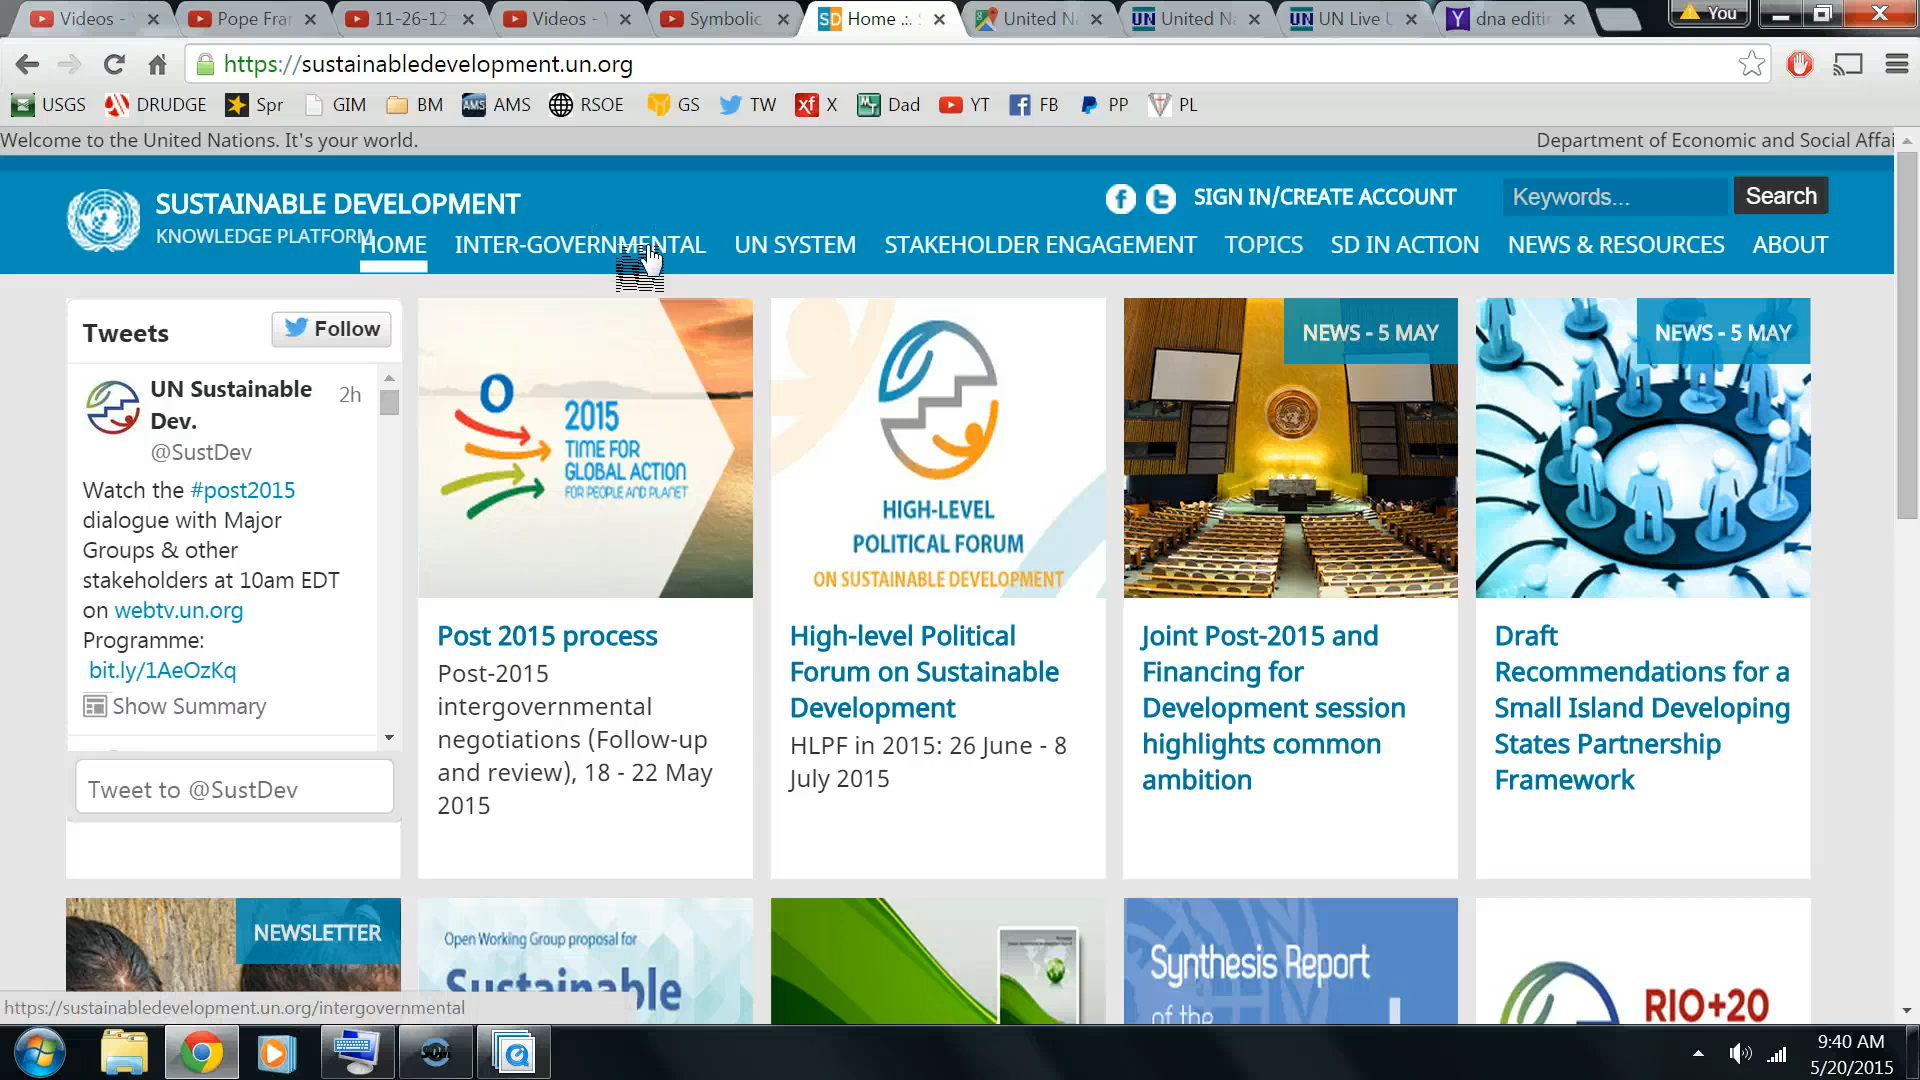 Videos -
Pope Fra
11-26-12
Videos -
Symbolic
SD Home .:.
United N
UN United N
UN UN Live U
Y dna editi
You
https://sustainabledevelopment.un.org
USGS
DRUDGE
Spr
GIM
BM
AMS AMS
RSOE
GS
TW
xf X
Dad
YT
FB
PP
PL
Welcome to the United Nations. It's your world.
Department of Economic and Social Affai
SUSTAINABLE DEVELOPMENT
KNOWLEDGE PLATFORM
SIGN IN/CREATE ACCOUNT
Keywords...
Search
HOME
INTER-GOVERNMENTAL
UN SYSTEM
STAKEHOLDER ENGAGEMENT
TOPICS
SD IN ACTION
NEWS & RESOURCES
ABOUT
Tweets
Follow
UN Sustainable
Dev.
2h
@SustDev
Watch the #post2015
dialogue with Major
Groups & other
stakeholders at 10am EDT
on webtv.un.org
Programme:
bit.ly/1AeOzKq
Show Summary
Tweet to @SustDev
2015
TIME FOR
GLOBAL ACTION
FOR PEOPLE AND PLANET
Post 2015 process
Post-2015
intergovernmental
negotiations (Follow-up
and review), 18 - 22 May
2015
HIGH-LEVEL
POLITICAL FORUM
ON SUSTAINABLE DEVELOPMENT
High-level Political
Forum on Sustainable
Development
HLPF in 2015: 26 June - 8
July 2015
NEWS - 5 MAY
Joint Post-2015 and
Financing for
Development session
highlights common
ambition
NEWS - 5 MAY
Draft
Recommendations for a
Small Island Developing
States Partnership
Framework
NEWSLETTER
Open Working Group proposal for
Sustainable
Synthesis Report
of the
RIO+20
https://sustainabledevelopment.un.org/intergovernmental
9:40 AM
5/20/2015